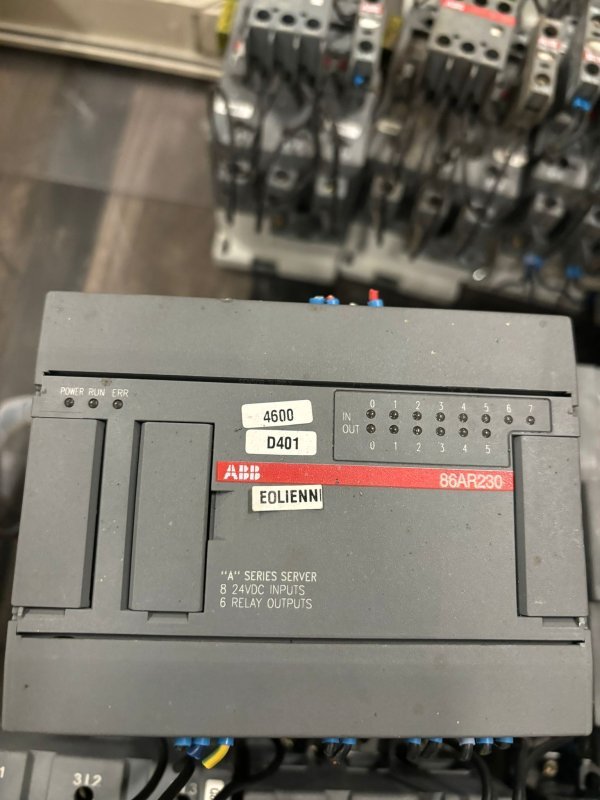 POWER RUN ERR
0 1 2 3 4 5 6 7
IN
OUT
0 1 2 3 4 5
4600
D401
ABB
86AR230
EOLIENN
"A" SERIES SERVER
8 24VDC INPUTS
6 RELAY OUTPUTS
312